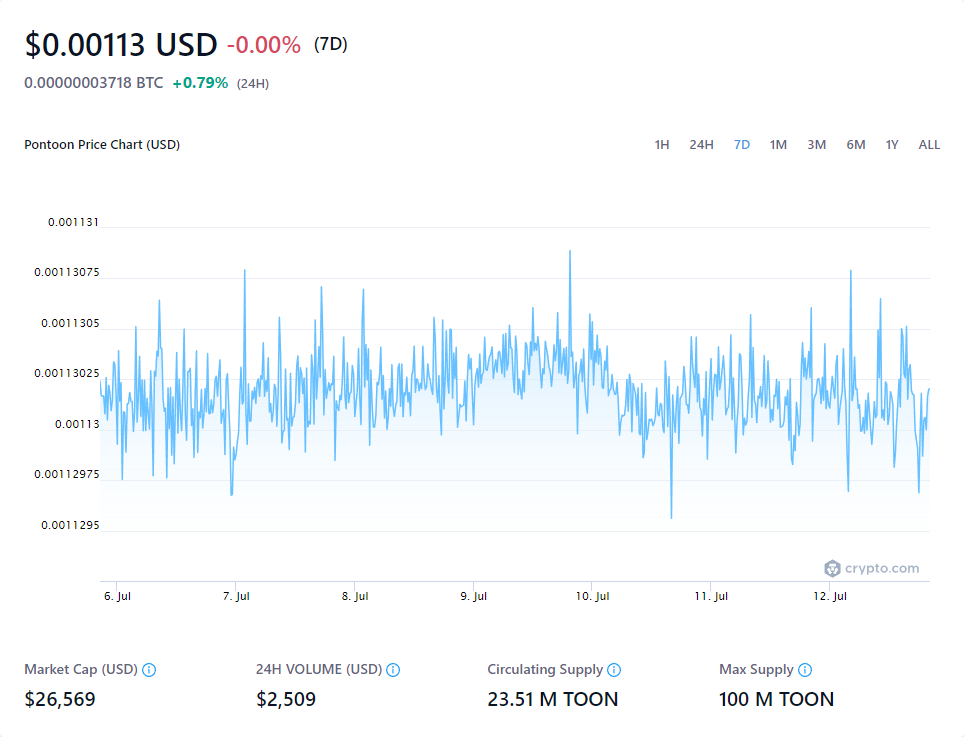 $0.00113 USD -0.00% (7D)
0.00000003718 BTC +0.79% (24H)
Pontoon Price Chart (USD)
1H 24H 7D 1M 3M 6M 1Y ALL
0.001131
0.00113075
0.0011305
0.00113025
0.00113
0.00112975
0.0011295
crypto.com
6. Jul 7. Jul 8. Jul 9. Jul 10. Jul 11. Jul 12. Jul
Market Cap (USD) 24H VOLUME (USD) Circulating Supply Max Supply
$26,569 $2,509 23.51 M TOON 100 M TOON